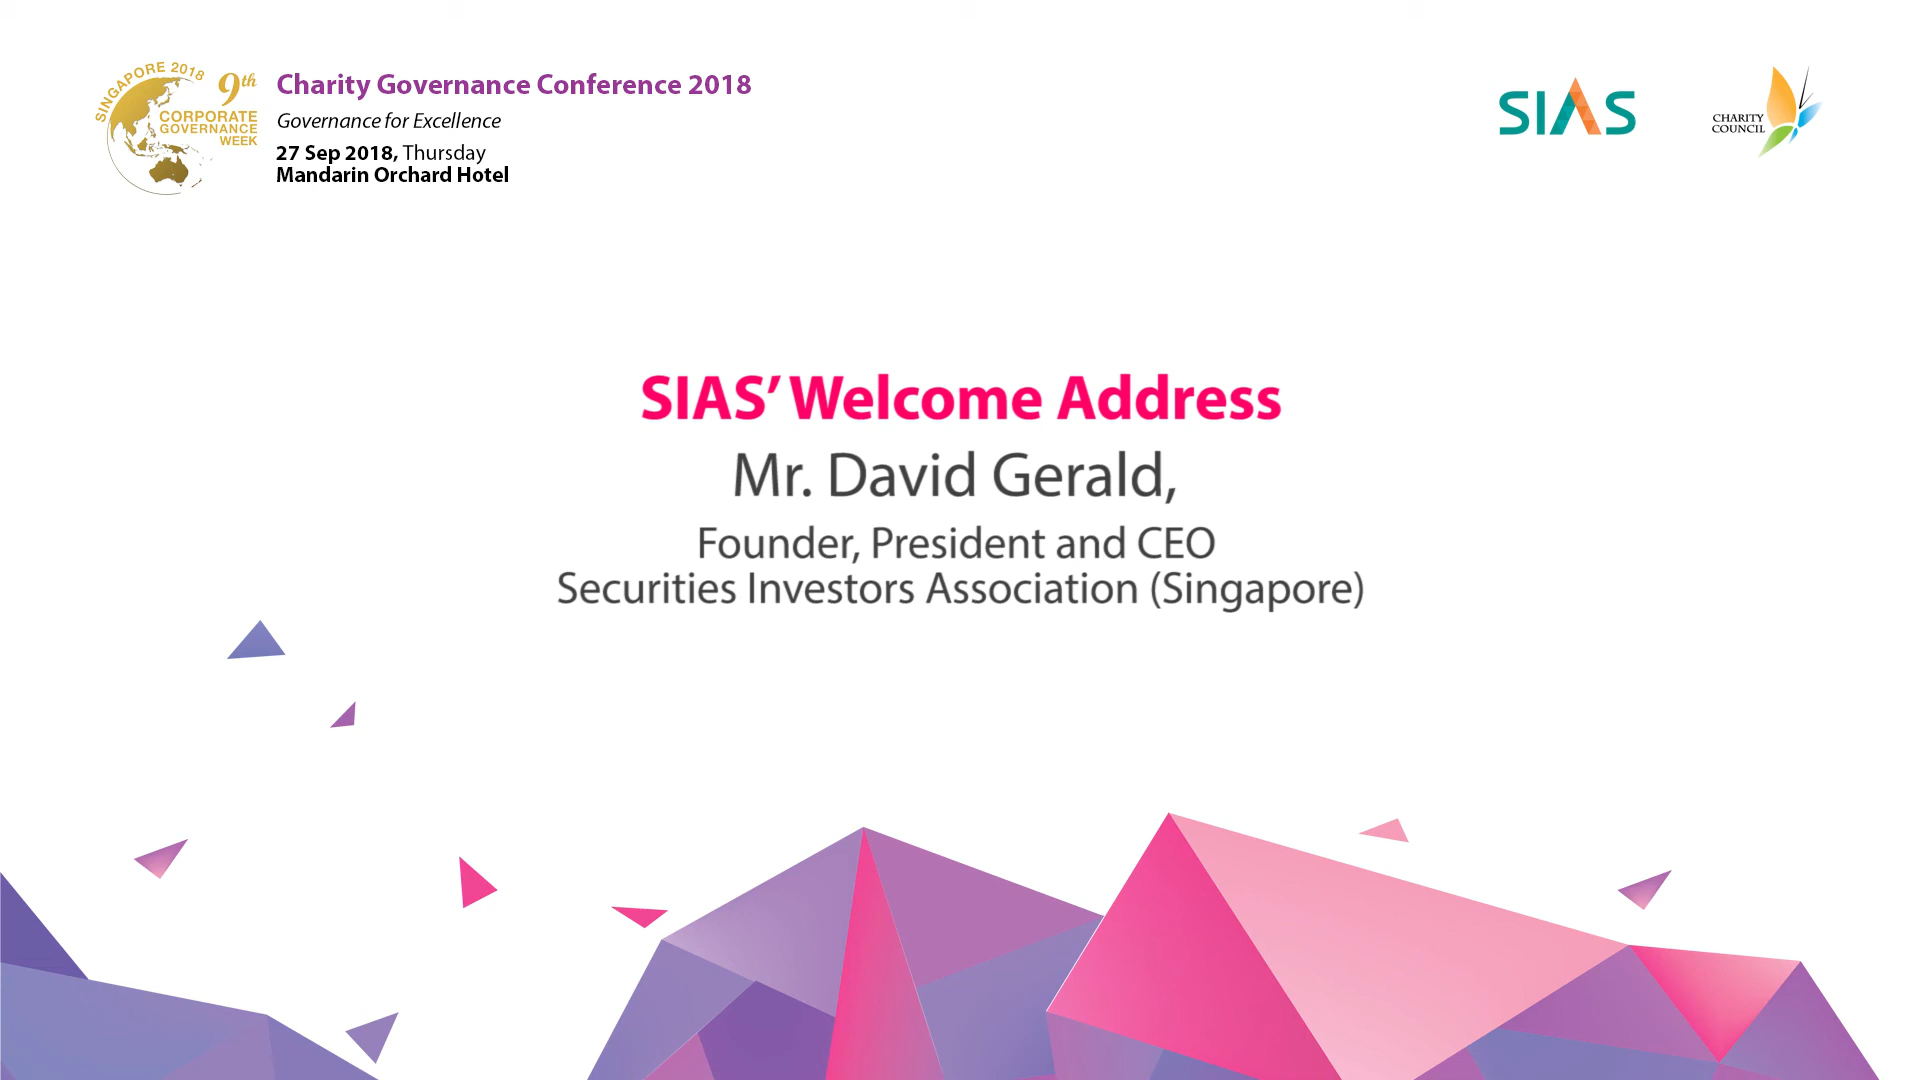 SINGAPORE 2018
9th
CORPORATE
GOVERNANCE
WEEK
Charity Governance Conference 2018
Governance for Excellence
27 Sep 2018, Thursday
Mandarin Orchard Hotel
SIAS
CHARITY
COUNCIL
SIAS’ Welcome Address
Mr. David Gerald,
Founder, President and CEO
Securities Investors Association (Singapore)